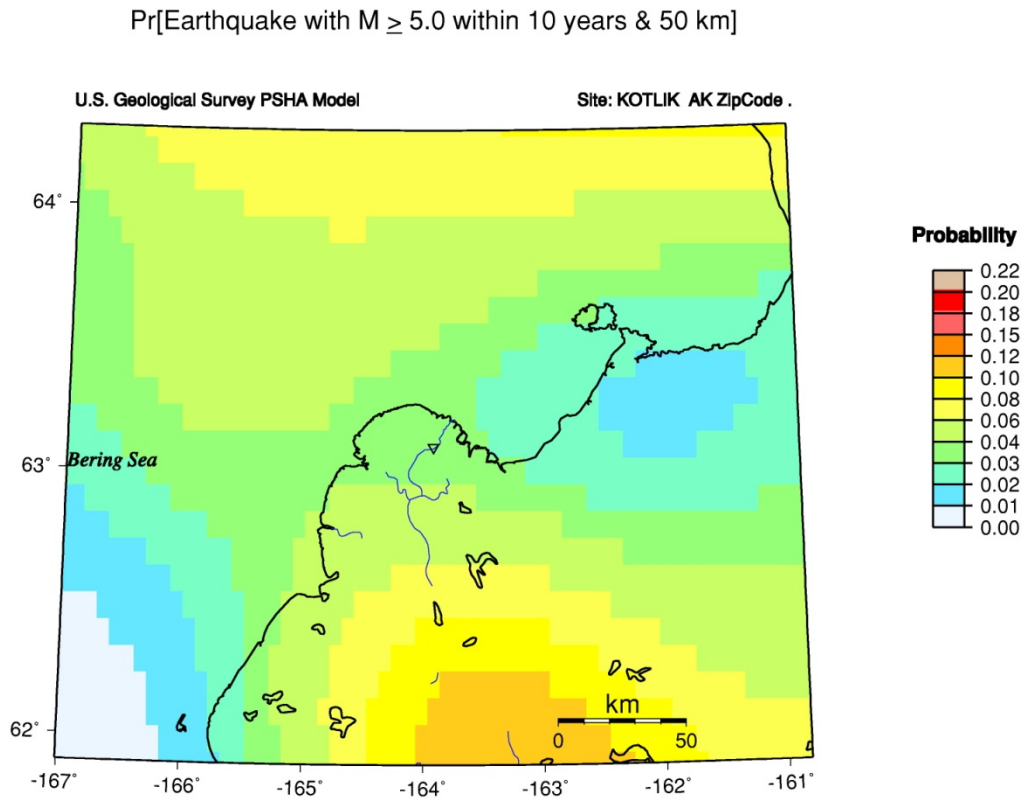 Pr[Earthquake with M ≥ 5.0 within 10 years & 50 km]
U.S. Geological Survey PSHA Model Site: KOTLIK AK ZipCode .
64°
63°
62°
Bering Sea
km
0 50
-167° -166° -165° -164° -163° -162° -161°
Probability
0.22
0.20
0.18
0.15
0.12
0.10
0.08
0.06
0.04
0.03
0.02
0.01
0.00